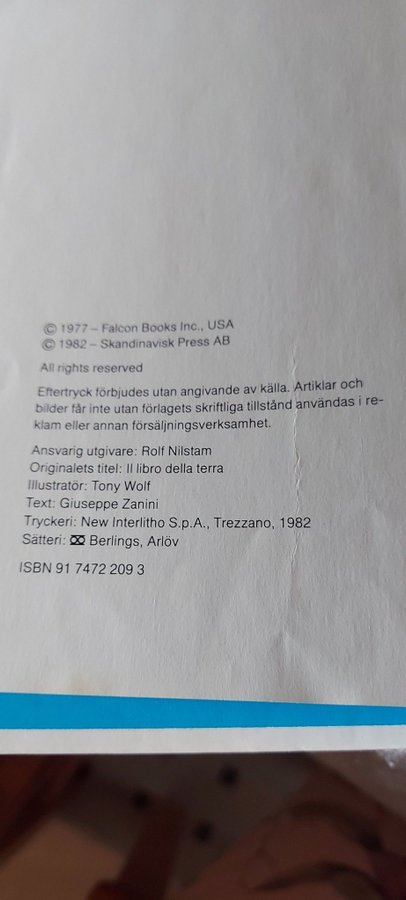 © 1977 – Falcon Books Inc., USA
© 1982 – Skandinavisk Press AB
All rights reserved
Eftertryck förbjudes utan angivande av källa. Artiklar och
bilder får inte utan förlagets skriftliga tillstånd användas i re-
klam eller annan försäljningsverksamhet.
Ansvarig utgivare: Rolf Nilstam
Originalets titel: Il libro della terra
Illustratör: Tony Wolf
Text: Giuseppe Zanini
Tryckeri: New Interlitho S.p.A., Trezzano, 1982
Sätteri: Berlings, Arlöv
ISBN 91 7472 209 3